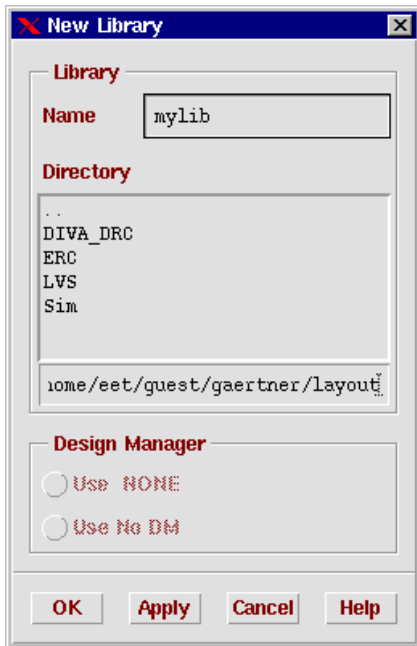 New Library
Library
Name mylib
Directory
..
DIVA_DRC
ERC
LVS
Sim
ome/eet/guest/gaertner/layout
Design Manager
Use NONE
Use No DM
OK Apply Cancel Help